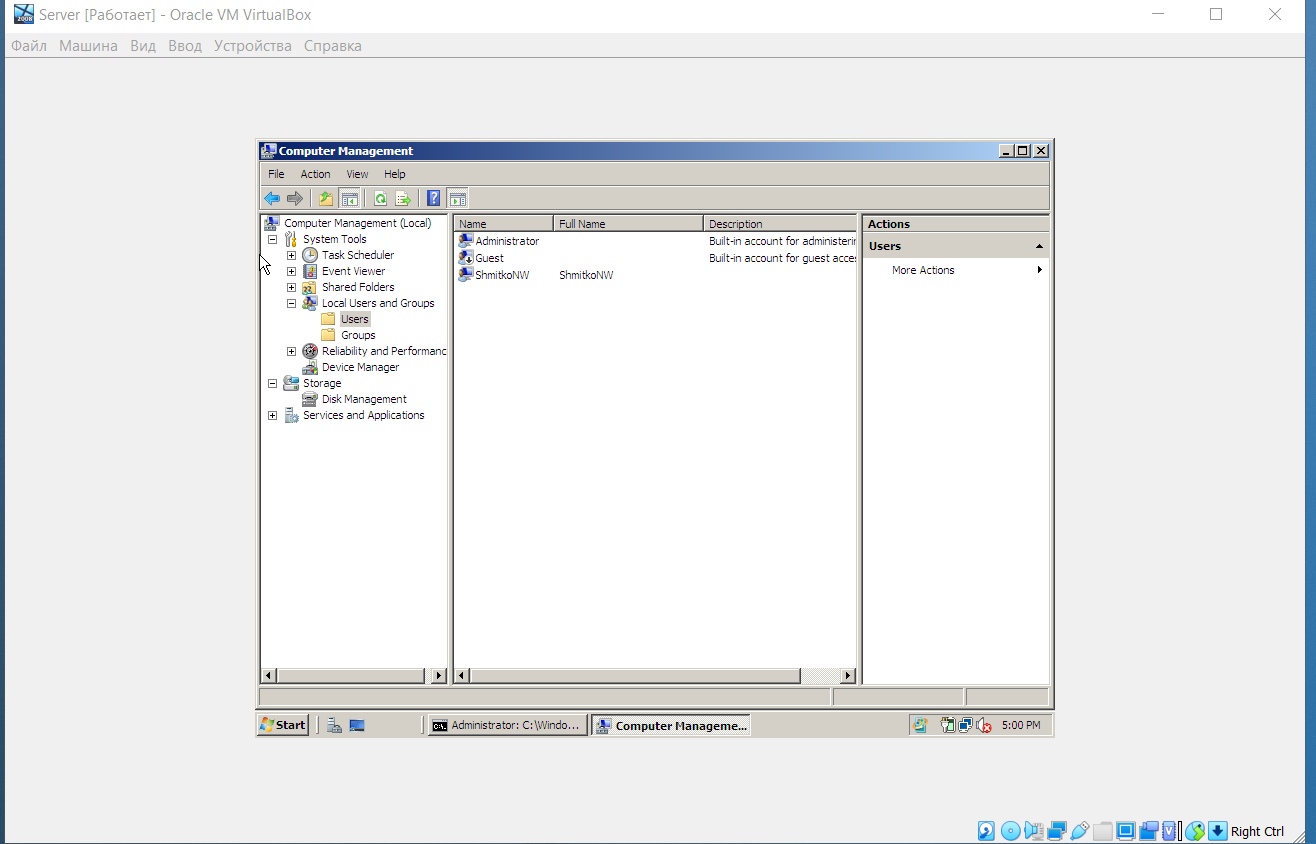 Server [Работает] - Oracle VM VirtualBox
Файл Машина Вид Ввод Устройства Справка
Computer Management
File Action View Help
Computer Management (Local)
System Tools
Task Scheduler
Event Viewer
Shared Folders
Local Users and Groups
Users
Groups
Reliability and Performanc
Device Manager
Storage
Disk Management
Services and Applications
Name Full Name Description
Administrator Built-in account for administerin
Guest Built-in account for guest acces
ShmitkoNW ShmitkoNW
Actions
Users
More Actions
Start Administrator: C:\Windo... Computer Manageme... 5:00 PM
Right Ctrl